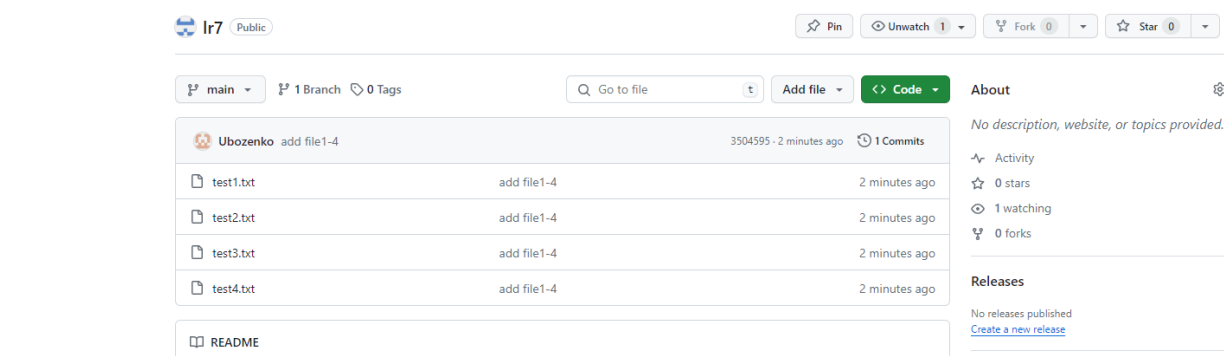 lr7 Public Pin Unwatch 1 Fork 0 Star 0
main 1 Branch 0 Tags Go to file t Add file Code
About
No description, website, or topics provided.
Ubozenko add file1-4 3504595 · 2 minutes ago 1 Commits
test1.txt add file1-4 2 minutes ago
test2.txt add file1-4 2 minutes ago
test3.txt add file1-4 2 minutes ago
test4.txt add file1-4 2 minutes ago
README
Activity
0 stars
1 watching
0 forks
Releases
No releases published
Create a new release